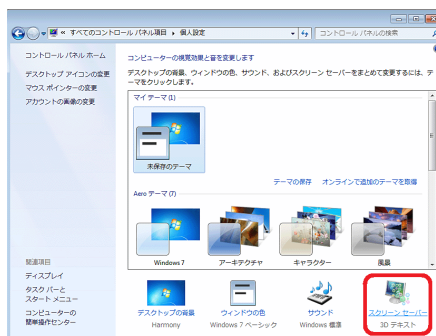 « すべてのコントロール パネル項目 ▸ 個人設定
コントロール パネルの検索
コントロール パネル ホーム
デスクトップ アイコンの変更
マウス ポインターの変更
アカウントの画像の変更
コンピューターの視覚効果と音を変更します
デスクトップの背景、ウィンドウの色、サウンド、およびスクリーン セーバーをまとめて変更するには、テ
ーマをクリックします。
マイ テーマ (1)
未保存のテーマ
テーマの保存 オンラインで追加のテーマを取得
Aero テーマ (7)
Windows 7 アーキテクチャ キャラクター 風景
関連項目
ディスプレイ
タスク バーと
スタート メニュー
コンピューターの
簡単操作センター
デスクトップの背景
Harmony
ウィンドウの色
Windows 7 ベーシック
サウンド
Windows 標準
スクリーン セーバー
3D テキスト